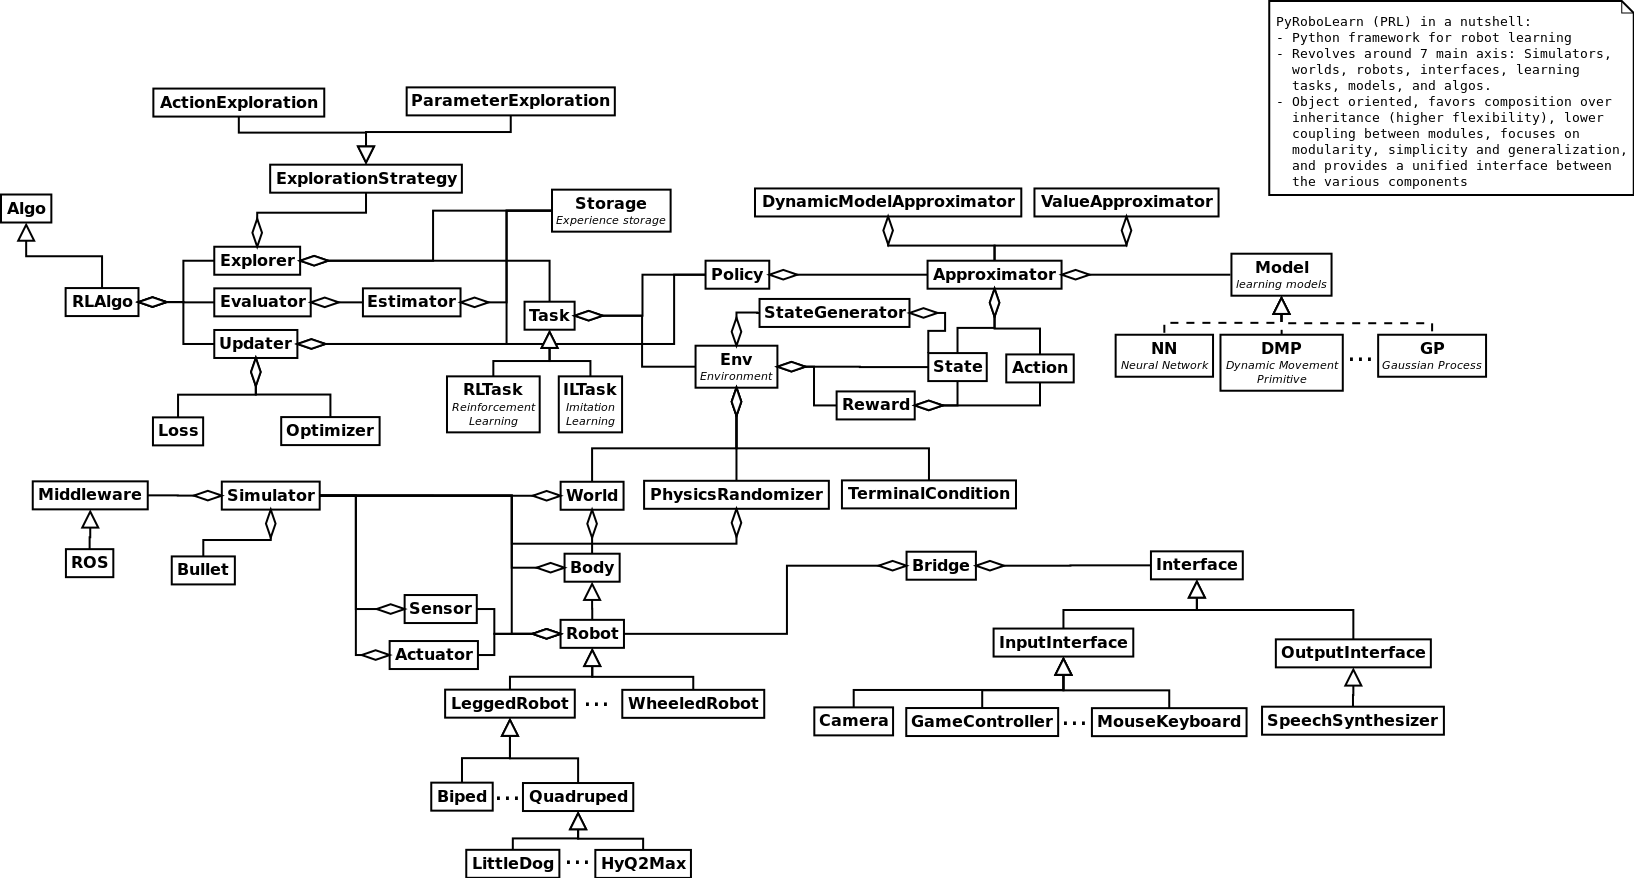 PyRoboLearn (PRL) in a nutshell:
- Python framework for robot learning
- Revolves around 7 main axis: Simulators,
worlds, robots, interfaces, learning
tasks, models, and algos.
- Object oriented, favors composition over
inheritance (higher flexibility), lower
coupling between modules, focuses on
modularity, simplicity and generalization,
and provides a unified interface between
the various components
ActionExploration
ParameterExploration
ExplorationStrategy
Algo
Storage
Experience storage
DynamicModelApproximator
ValueApproximator
Explorer
Policy
Approximator
Model
learning models
RLAlgo
Evaluator
Estimator
Task
StateGenerator
Updater
Env
Environment
State
Action
NN
Neural Network
DMP
Dynamic Movement
Primitive
...
GP
Gaussian Process
RLTask
Reinforcement
Learning
ILTask
Imitation
Learning
Reward
Loss
Optimizer
Middleware
Simulator
World
PhysicsRandomizer
TerminalCondition
ROS
Bullet
Body
Bridge
Interface
Sensor
Robot
Actuator
InputInterface
OutputInterface
LeggedRobot
...
WheeledRobot
Camera
GameController
...
MouseKeyboard
SpeechSynthesizer
Biped
...
Quadruped
LittleDog
...
HyQ2Max